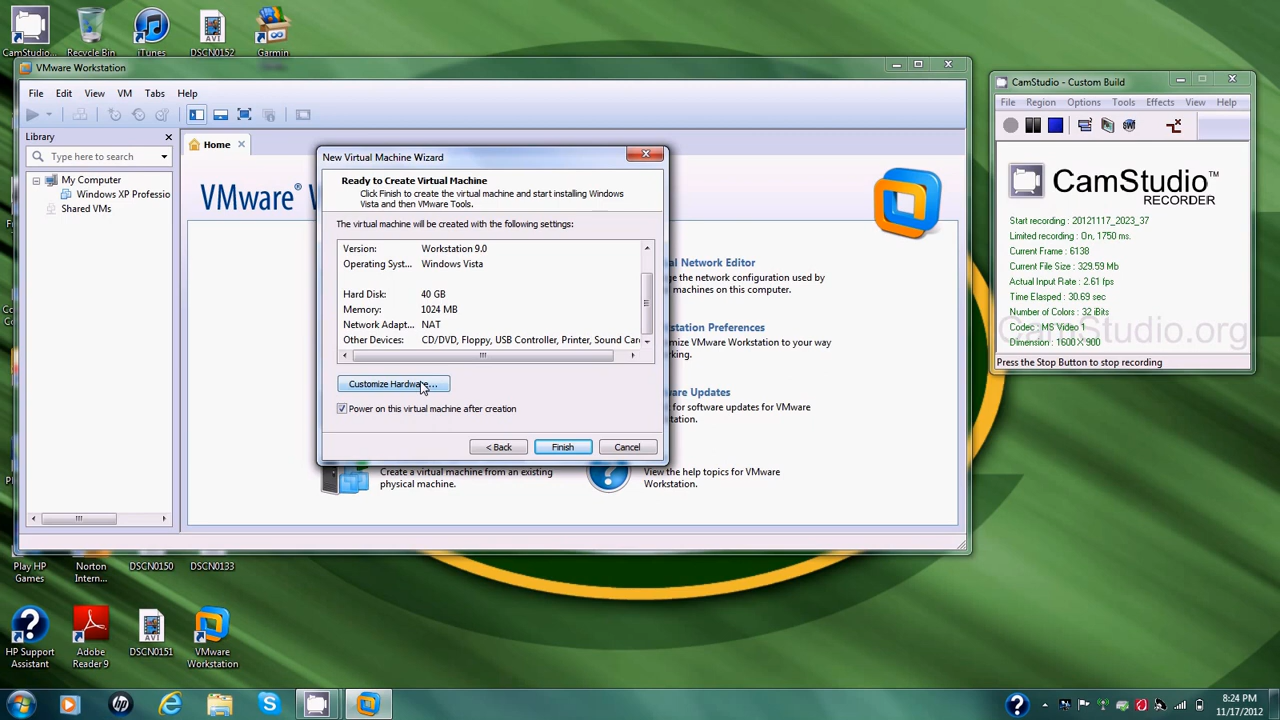 CamStudio...
Recycle Bin
iTunes
DSCN0152
Garmin
VMware Workstation
File Edit View VM Tabs Help
Library
Type here to search
My Computer
Windows XP Professio
Shared VMs
Home
VMware® W
New Virtual Machine Wizard
Ready to Create Virtual Machine
Click Finish to create the virtual machine and start installing Windows
Vista and then VMware Tools.
The virtual machine will be created with the following settings:
Version: Workstation 9.0
Operating Syst... Windows Vista
Hard Disk: 40 GB
Memory: 1024 MB
Network Adapt... NAT
Other Devices: CD/DVD, Floppy, USB Controller, Printer, Sound Car
Customize Hardware...
Power on this virtual machine after creation
< Back
Finish
Cancel
al Network Editor
ge the network configuration used by
machines on this computer.
station Preferences
mize VMware Workstation to your way
rking.
ware Updates
for software updates for VMware
station.
Create a virtual machine from an existing
physical machine.
View the help topics for VMware
Workstation.
CamStudio - Custom Build
File Region Options Tools Effects View Help
CamStudio™
RECORDER
Start recording : 20121117_2023_37
Limited recording : On, 1750 ms.
Current Frame : 6138
Current File Size : 329.59 Mb
Actual Input Rate : 2.61 fps
Time Elasped : 30.69sec
Number of Colors : 32 iBits
Codec : MS Video 1
Dimension : 1600 X 900
CamStudio.org
Press the Stop Button to stop recording
Play HP
Games
Norton
Intern...
DSCN0150
DSCN0133
HP Support
Assistant
Adobe
Reader 9
DSCN0151
VMware
Workstation
8:24 PM
11/17/2012